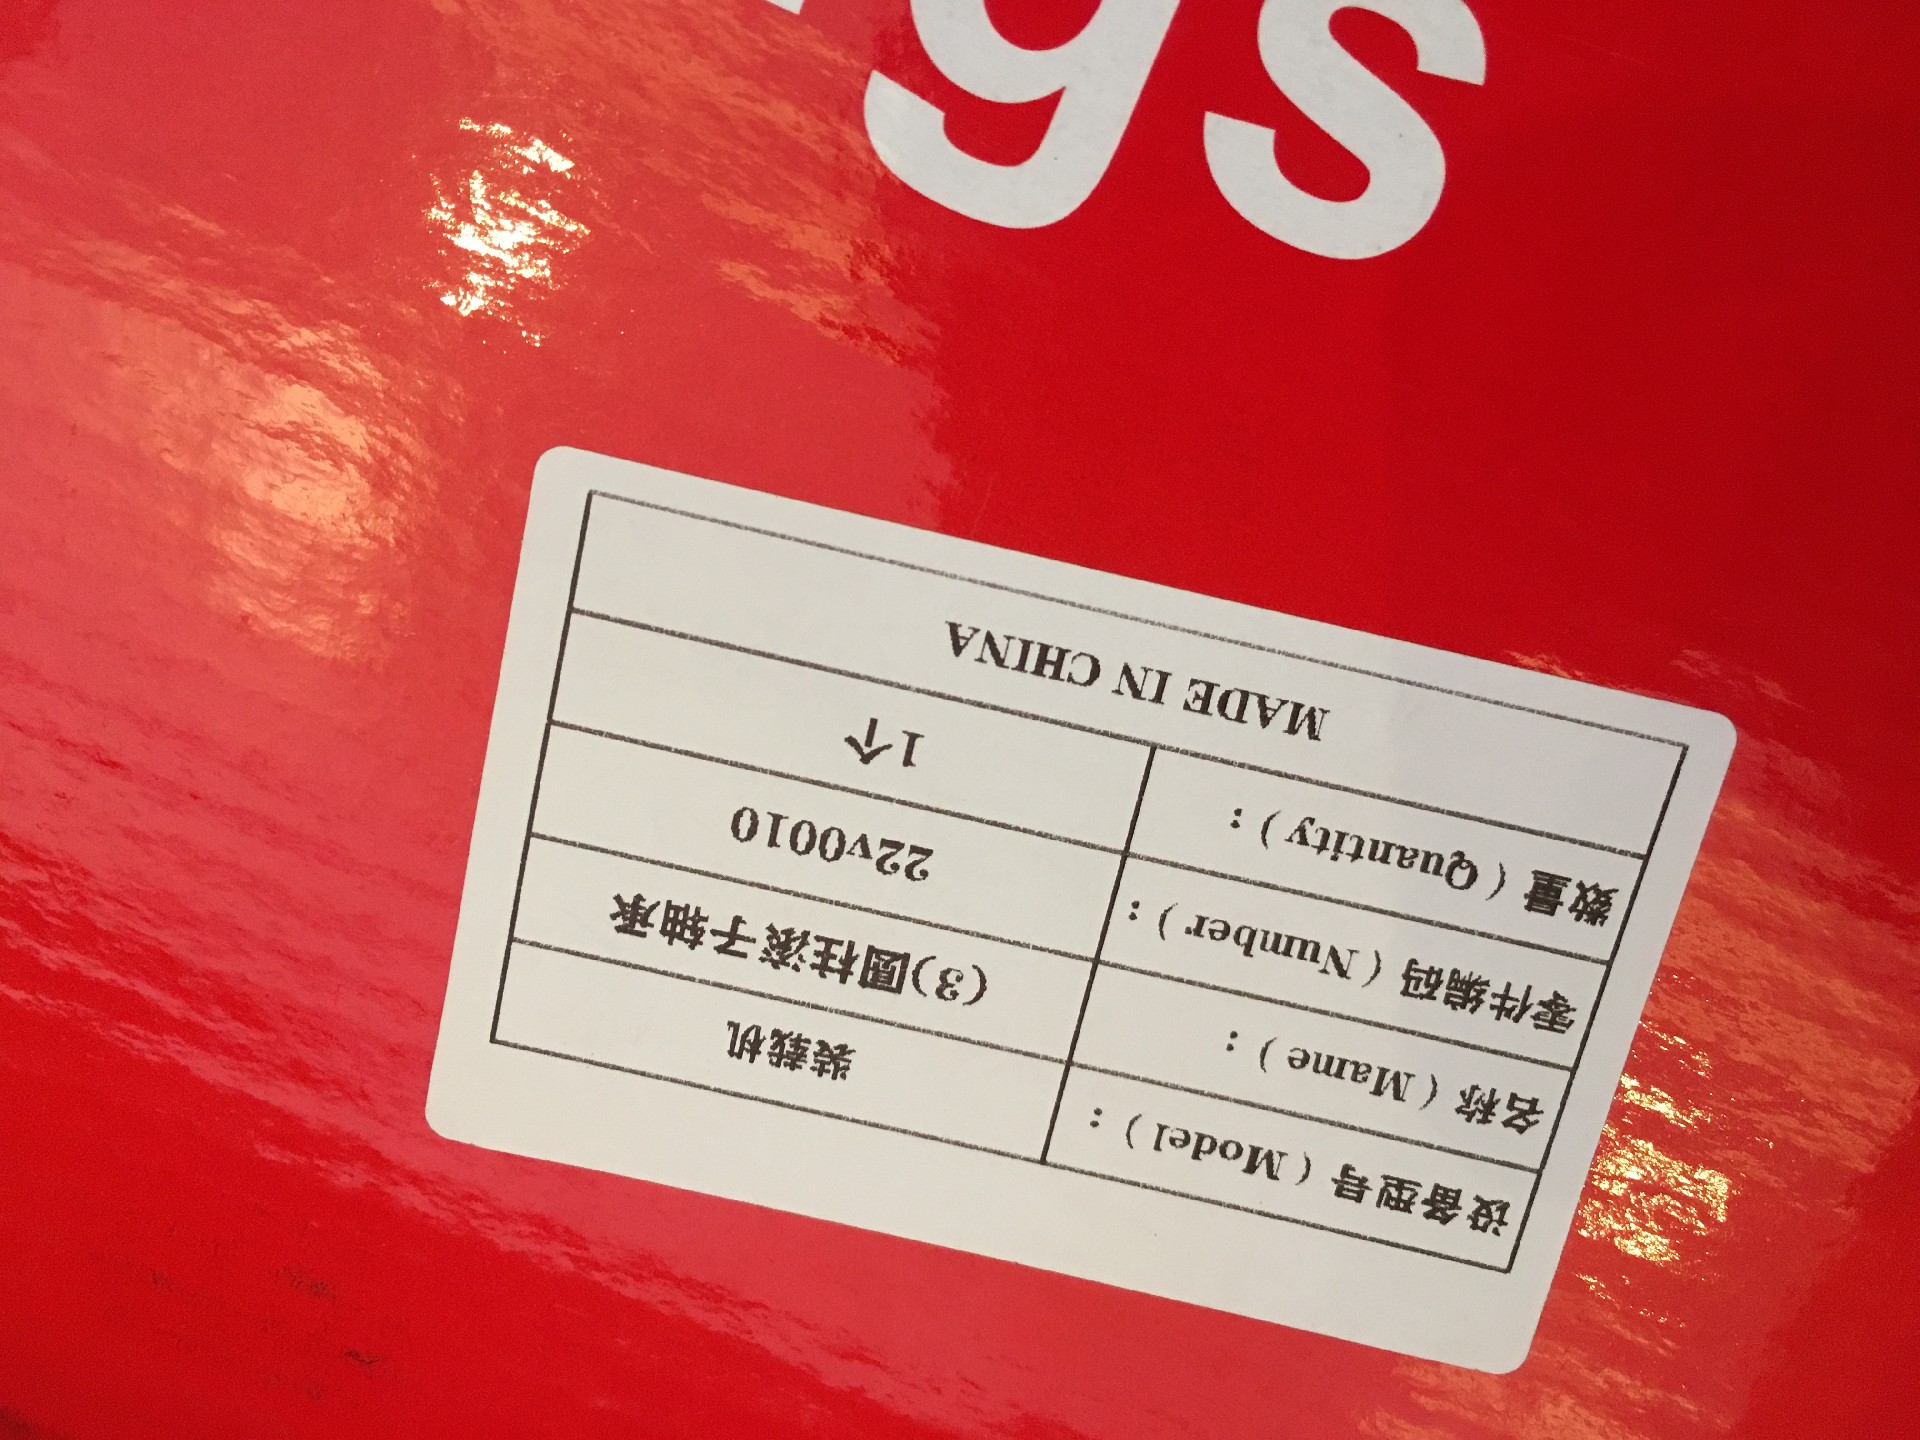 gs
设备型号（Model）： 装载机
名称（Mame）： (3)圆柱滚子轴承
零件编码（Number）： 22v0010
数量（Quantity）： 1个
MADE IN CHINA